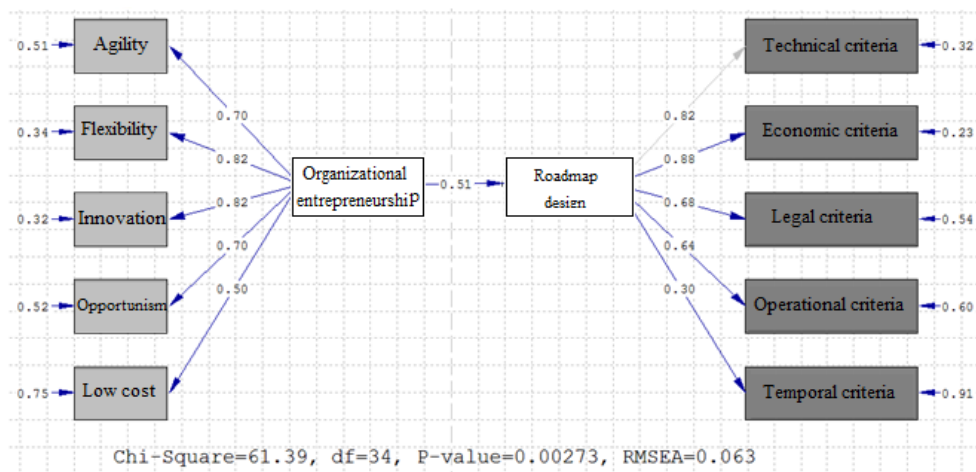 0.51 Agility Technical criteria 0.32
0.70 0.82
0.34 Flexibility Economic criteria 0.23
0.82 0.88
Organizational
entrepreneurship
0.51
Roadmap
design
0.32 Innovation 0.82 0.68 Legal criteria 0.54
0.70 0.64
0.52 Opportunism 0.50 0.30 Operational criteria 0.60
0.75 Low cost Temporal criteria 0.91
Chi-Square=61.39, df=34, P-value=0.00273, RMSEA=0.063